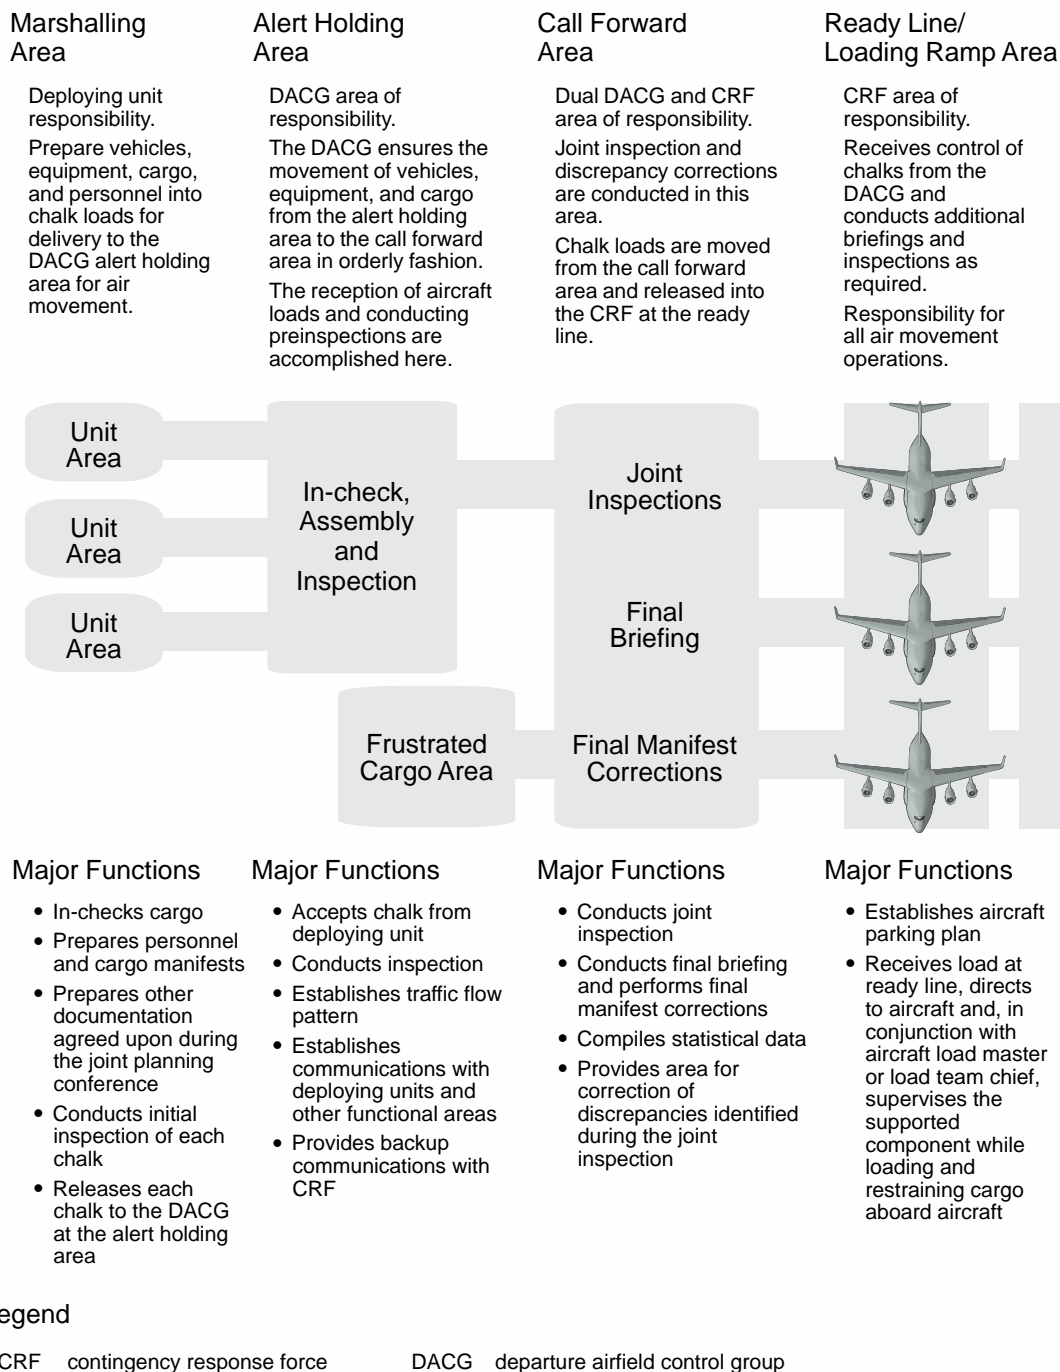 Marshalling
Area
Deploying unit
responsibility.
Prepare vehicles,
equipment, cargo,
and personnel into
chalk loads for
delivery to the
DACG alert holding
area for air
movement.
Alert Holding
Area
DACG area of
responsibility.
The DACG ensures the
movement of vehicles,
equipment, and cargo
from the alert holding
area to the call forward
area in orderly fashion.
The reception of aircraft
loads and conducting
preinspections are
accomplished here.
Call Forward
Area
Dual DACG and CRF
area of responsibility.
Joint inspection and
discrepancy corrections
are conducted in this
area.
Chalk loads are moved
from the call forward
area and released into
the CRF at the ready
line.
Ready Line/
Loading Ramp Area
CRF area of
responsibility.
Receives control of
chalks from the
DACG and
conducts additional
briefings and
inspections as
required.
Responsibility for
all air movement
operations.
Unit
Area
Unit
Area
Unit
Area
In-check,
Assembly
and
Inspection
Frustrated
Cargo Area
Joint
Inspections
Final
Briefing
Final Manifest
Corrections
Major Functions
• In-checks cargo
• Prepares personnel
and cargo manifests
• Prepares other
documentation
agreed upon during
the joint planning
conference
• Conducts initial
inspection of each
chalk
• Releases each
chalk to the DACG
at the alert holding
area
Major Functions
• Accepts chalk from
deploying unit
• Conducts inspection
• Establishes traffic flow
pattern
• Establishes
communications with
deploying units and
other functional areas
• Provides backup
communications with
CRF
Major Functions
• Conducts joint
inspection
• Conducts final briefing
and performs final
manifest corrections
• Compiles statistical data
• Provides area for
correction of
discrepancies identified
during the joint
inspection
Major Functions
• Establishes aircraft
parking plan
• Receives load at
ready line, directs
to aircraft and, in
conjunction with
aircraft load master
or load team chief,
supervises the
supported
component while
loading and
restraining cargo
aboard aircraft
egend
CRF contingency response force
DACG departure airfield control group